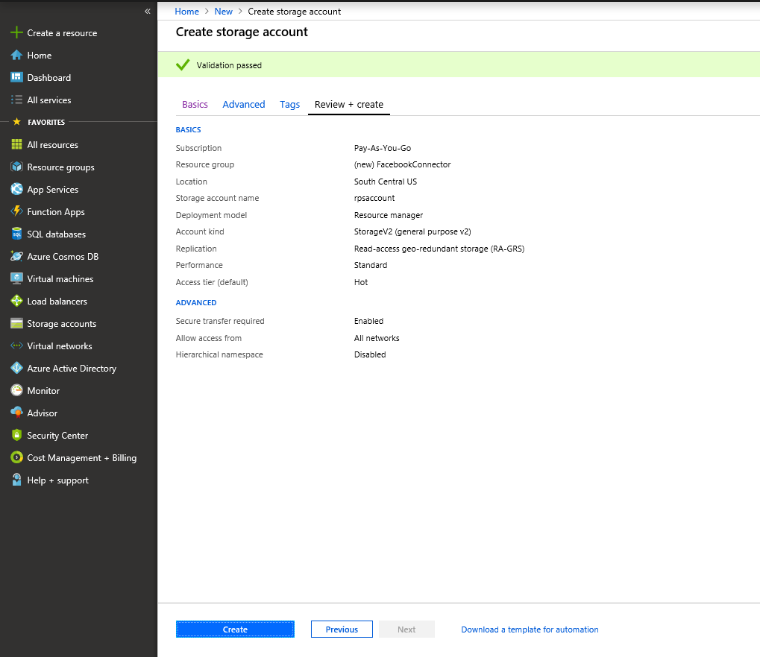 «
Create a resource
Home
Dashboard
All services
FAVORITES
All resources
Resource groups
App Services
Function Apps
SQL databases
Azure Cosmos DB
Virtual machines
Load balancers
Storage accounts
Virtual networks
Azure Active Directory
Monitor
Advisor
Security Center
Cost Management + Billing
Help + support
Home > New > Create storage account
Create storage account
Validation passed
Basics Advanced Tags Review + create
BASICS
Subscription Pay-As-You-Go
Resource group (new) FacebookConnector
Location South Central US
Storage account name rpsaccount
Deployment model Resource manager
Account kind StorageV2 (general purpose v2)
Replication Read-access geo-redundant storage (RA-GRS)
Performance Standard
Access tier (default) Hot
ADVANCED
Secure transfer required Enabled
Allow access from All networks
Hierarchical namespace Disabled
Create Previous Next Download a template for automation